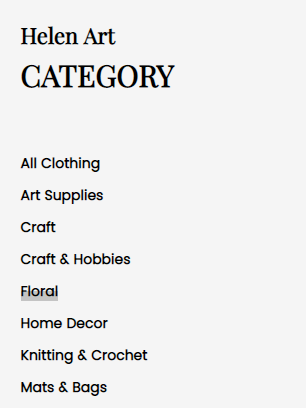 Helen Art
CATEGORY
All Clothing
Art Supplies
Craft
Craft & Hobbies
Floral
Home Decor
Knitting & Crochet
Mats & Bags